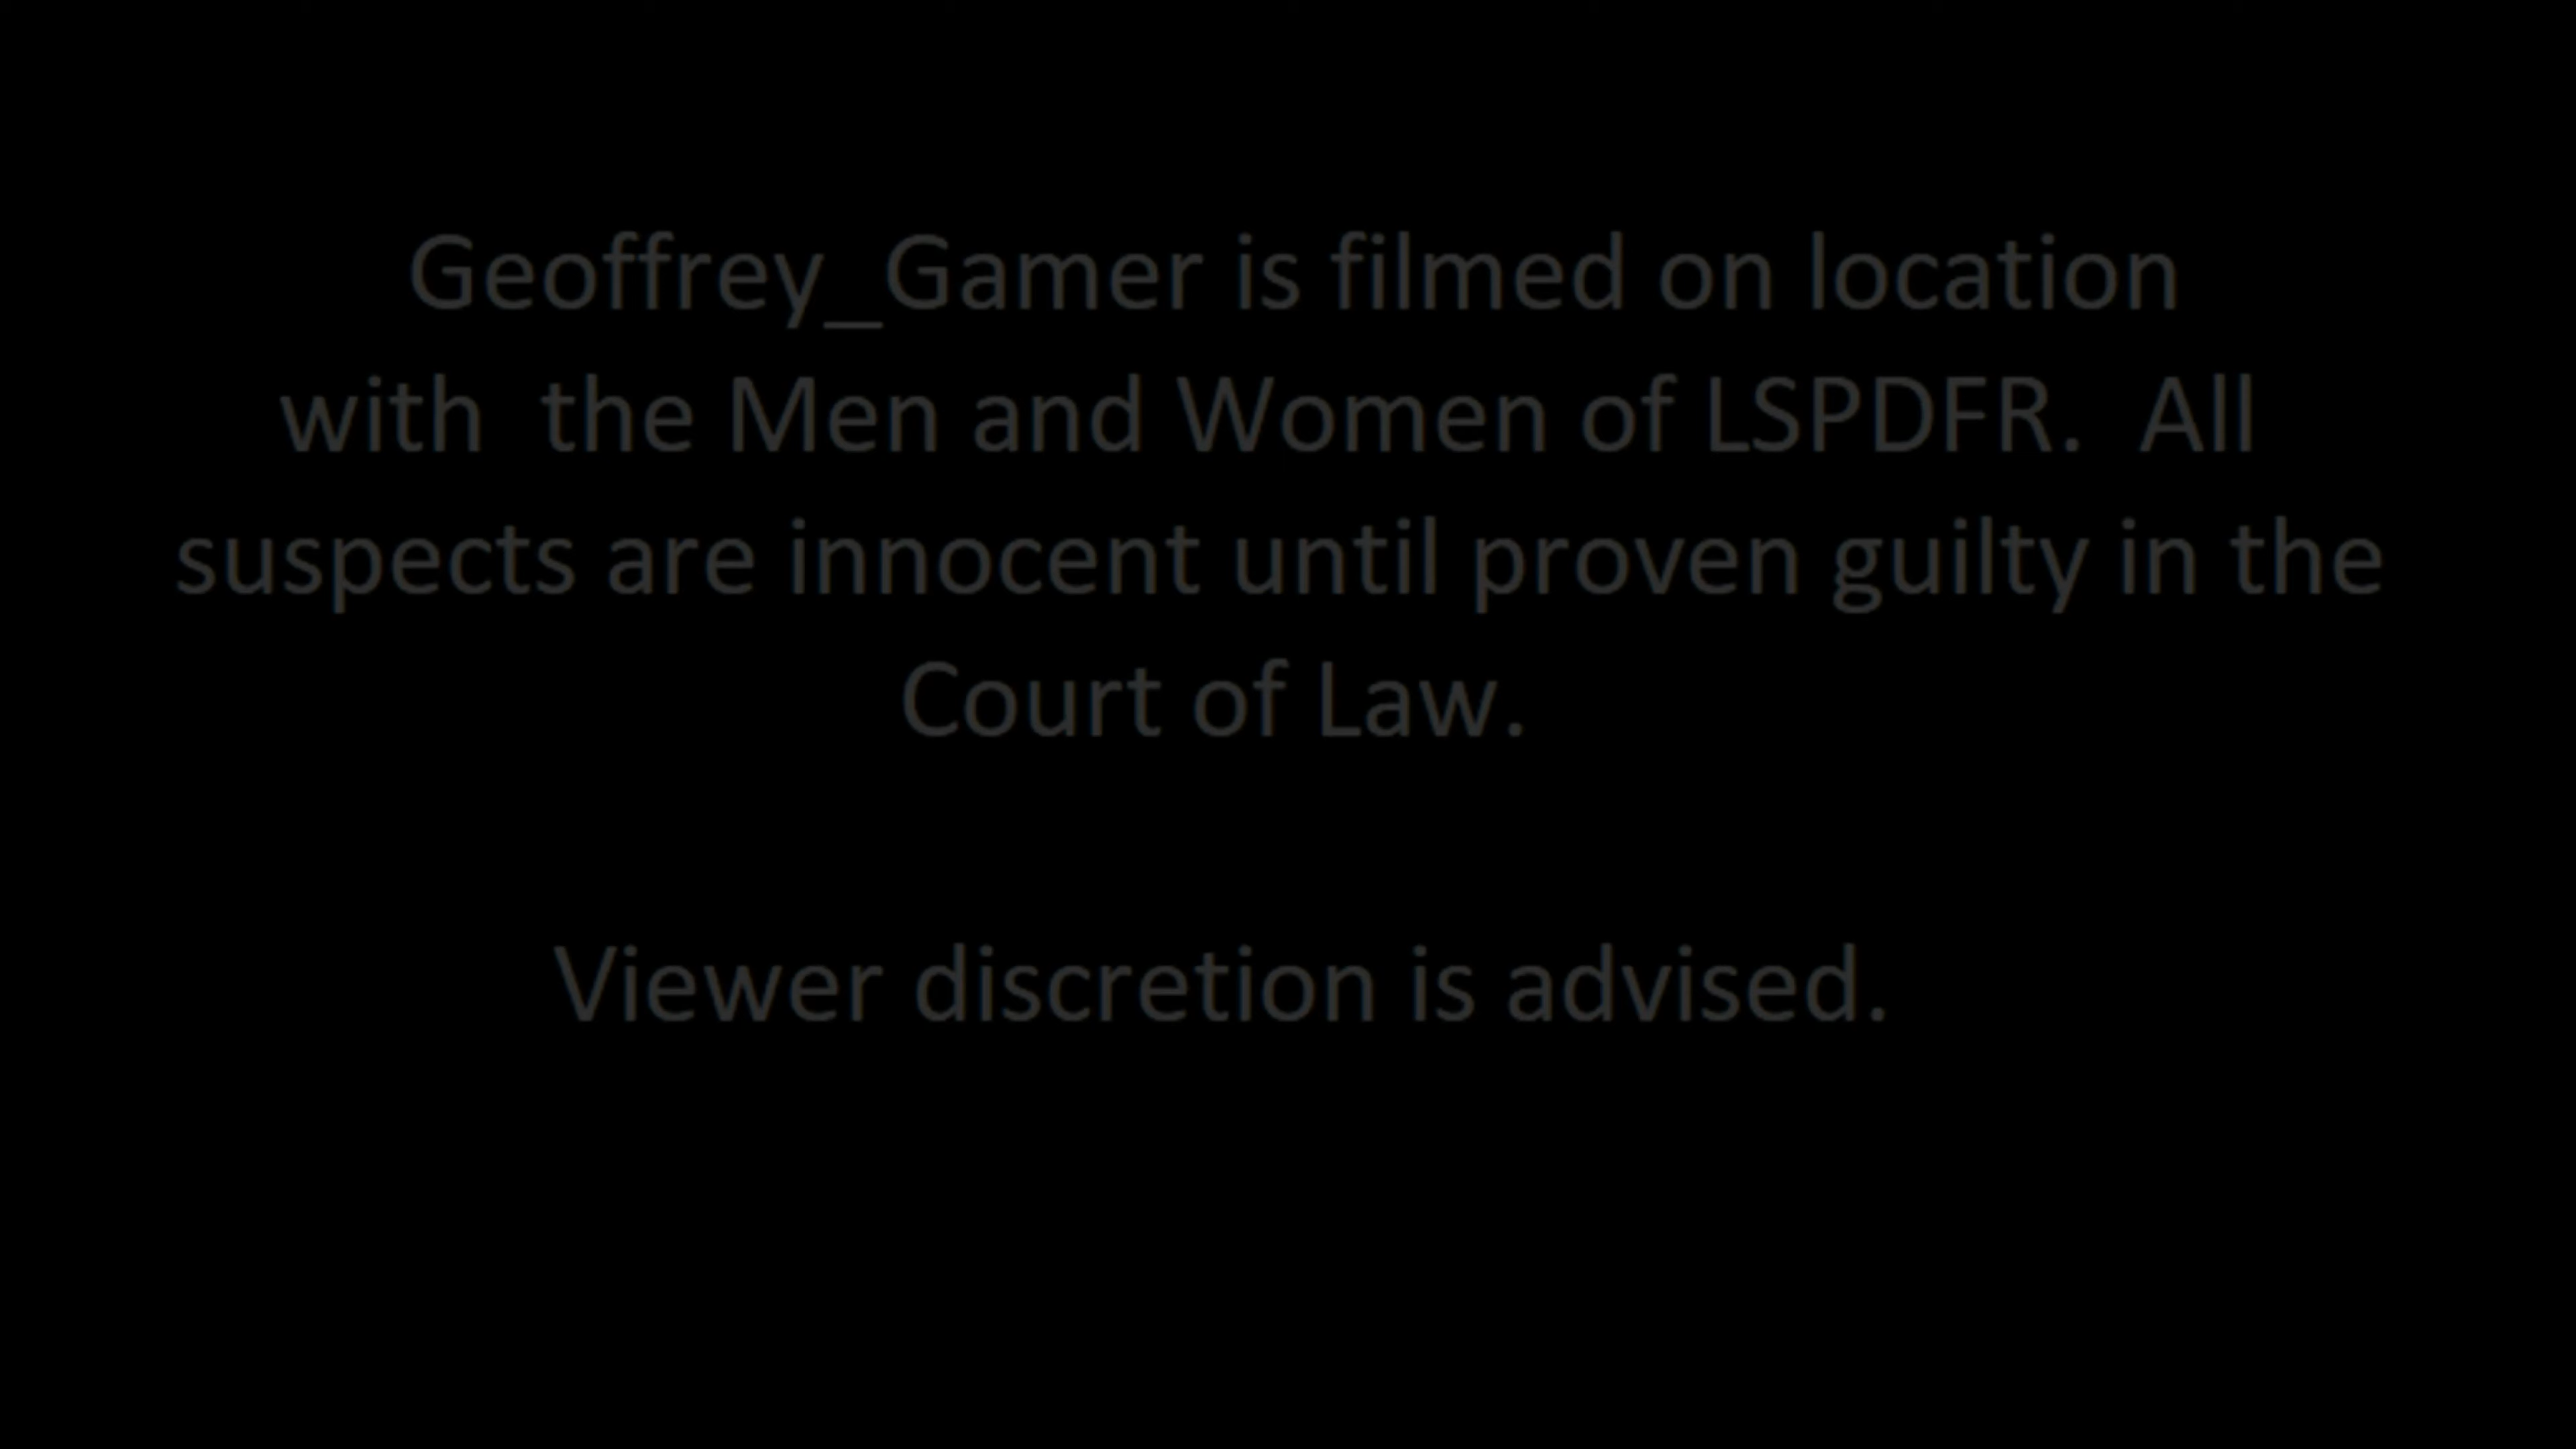 Geoffrey_Gamer is filmed on location
with  the Men and Women of LSPDFR.  All
suspects are innocent until proven guilty in the
Court of Law.
Viewer discretion is advised.